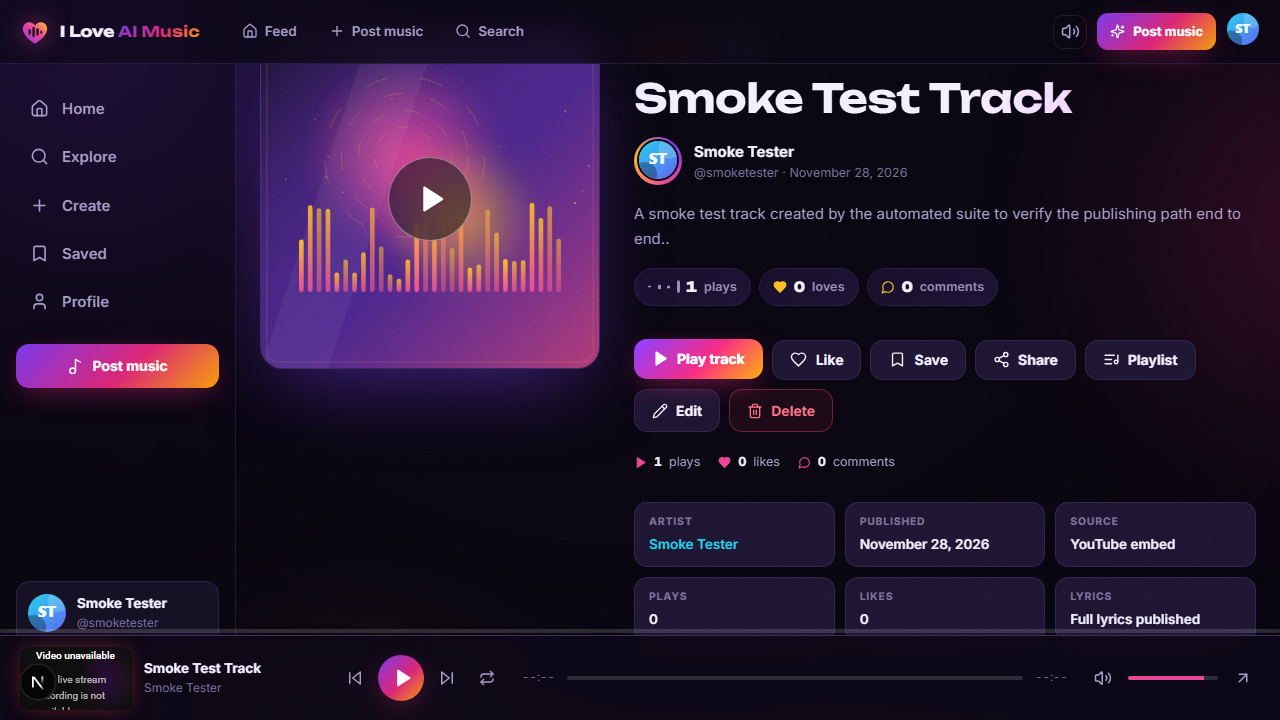 I Love AI Music
Feed
Post music
Search
Post music
ST
Home
Explore
Create
Saved
Profile
Post music
Smoke Tester
@smoketester
ST
Smoke Test Track
ST
Smoke Tester
@smoketester · November 28, 2026
A smoke test track created by the automated suite to verify the publishing path end to
end..
1 plays
0 loves
0 comments
Play track
Like
Save
Share
Playlist
Edit
Delete
1 plays
0 likes
0 comments
ARTIST
Smoke Tester
PUBLISHED
November 28, 2026
SOURCE
YouTube embed
PLAYS
0
LIKES
0
LYRICS
Full lyrics published
Video unavailable
live stream
is not
N
Smoke Test Track
Smoke Tester
--:--
--:--